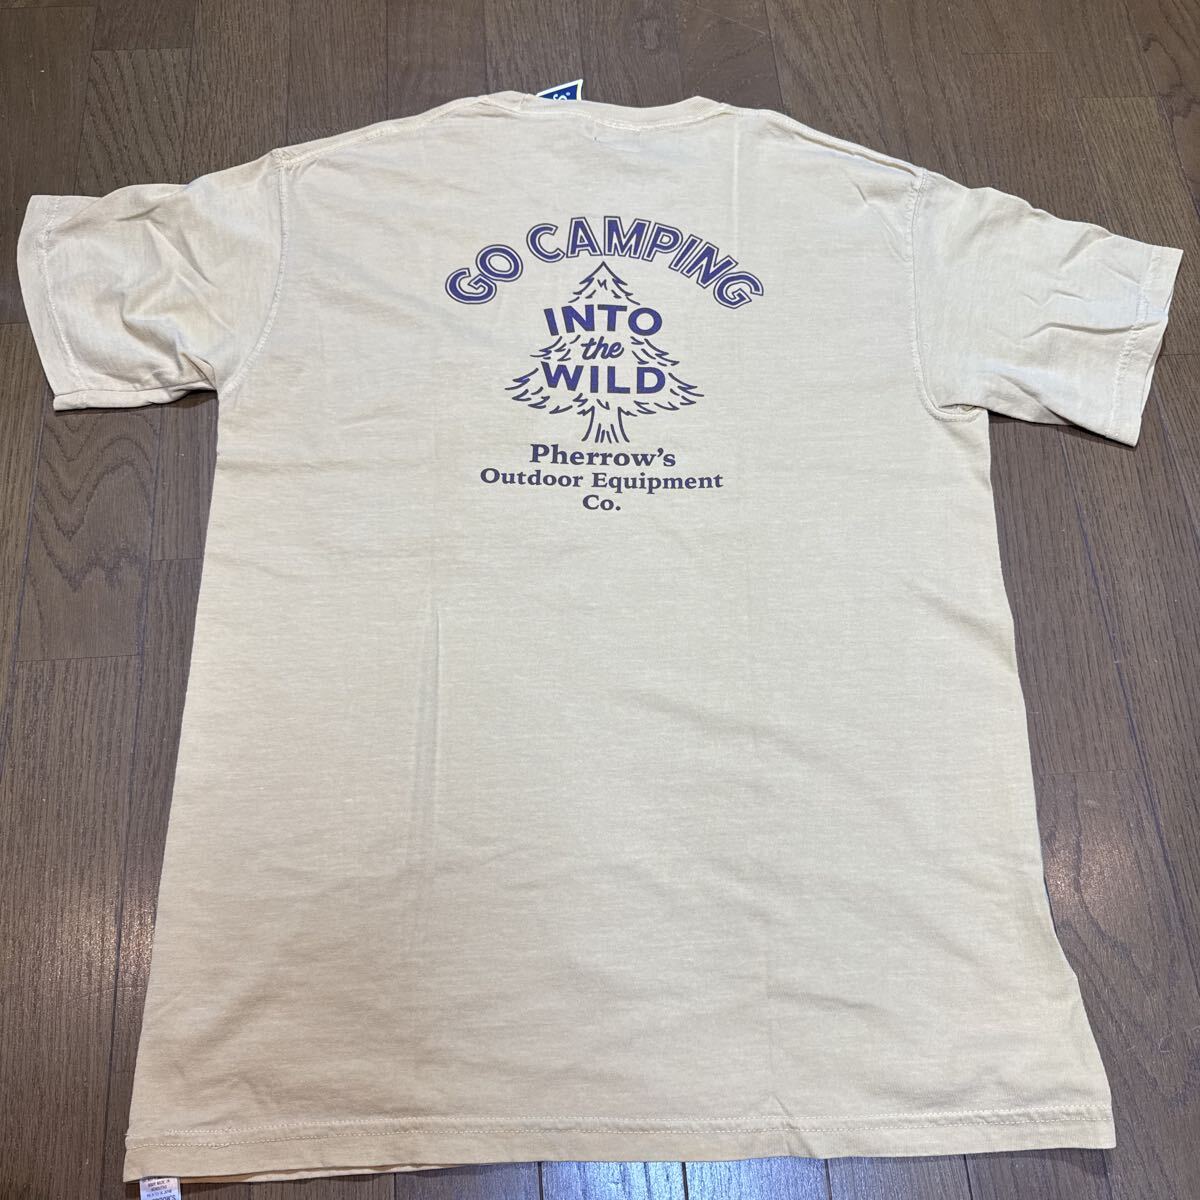 GO CAMPING
INTO
the
WILD
Pherrow's
Outdoor Equipment
Co.